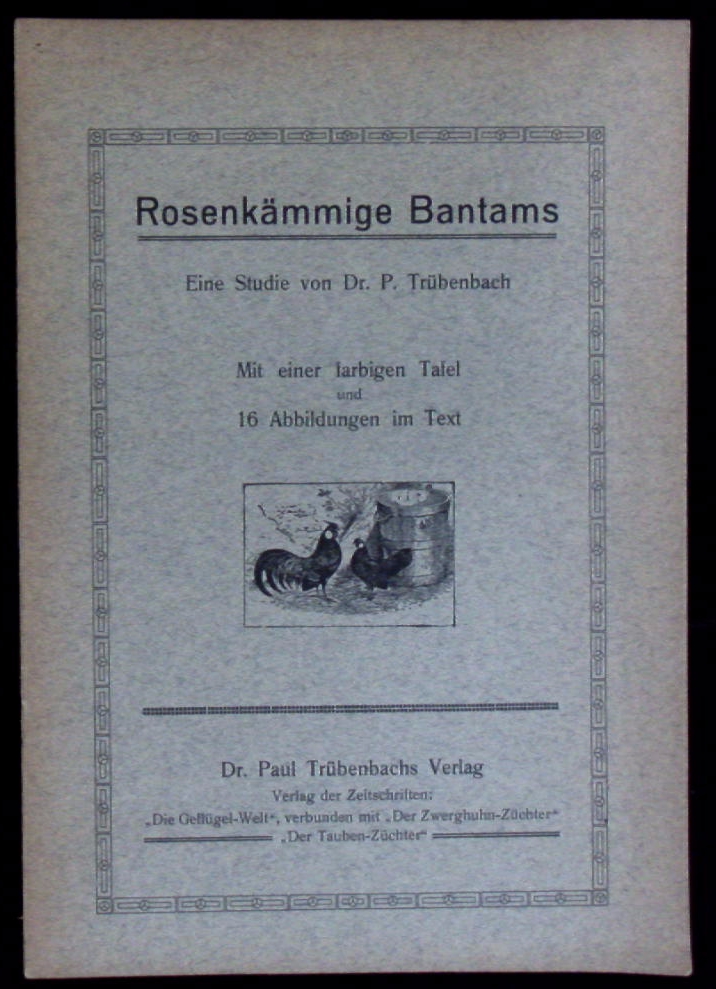 Rosenkämmige Bantams
Eine Studie von Dr. P. Trübenbach
Mit einer farbigen Tafel
und
16 Abbildungen im Text
Dr. Paul Trübenbachs Verlag
Verlag der Zeitschriften:
„Die Geflügel-Welt“, verbunden mit „Der Zwerghuhn-Züchter“
„Der Tauben-Züchter“